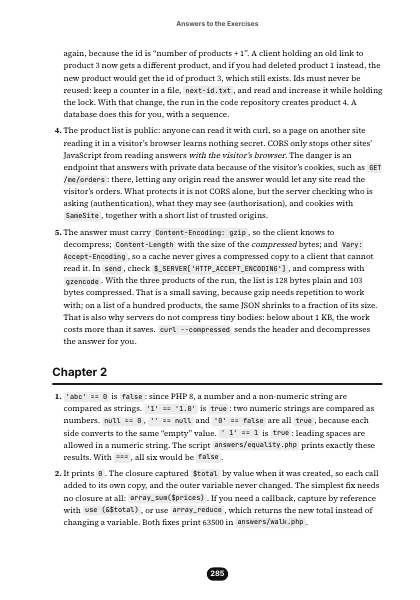 Answers to the Exercises
again, because the id is “number of products + 1”. A client holding an old link to
product 3 now gets a different product, and if you had deleted product 1 instead, the
new product would get the id of product 3, which still exists. Ids must never be
reused: keep a counter in a file, next-id.txt, and read and increase it while holding
the lock. With that change, the run in the code repository creates product 4. A
database does this for you, with a sequence.
4. The product list is public: anyone can read it with curl, so a page on another site
reading it in a visitor’s browser learns nothing secret. CORS only stops other sites’
JavaScript from reading answers with the visitor’s browser. The danger is an
endpoint that answers with private data because of the visitor’s cookies, such as GET
/me/orders: there, letting any origin read the answer would let any site read the
visitor’s orders. What protects it is not CORS alone, but the server checking who is
asking (authentication), what they may see (authorisation), and cookies with
SameSite, together with a short list of trusted origins.
5. The answer must carry Content-Encoding: gzip, so the client knows to
decompress; Content-Length with the size of the compressed bytes; and Vary:
Accept-Encoding, so a cache never gives a compressed copy to a client that cannot
read it. In send, check $_SERVER['HTTP_ACCEPT_ENCODING'], and compress with
gzencode. With the three products of the run, the list is 128 bytes plain and 103
bytes compressed. That is a small saving, because gzip needs repetition to work
with; on a list of a hundred products, the same JSON shrinks to a fraction of its size.
That is also why servers do not compress tiny bodies: below about 1 KB, the work
costs more than it saves. curl --compressed sends the header and decompresses
the answer for you.
Chapter 2
1. 'abc' == 0 is false: since PHP 8, a number and a non-numeric string are
compared as strings. '1' == '1.0' is true: two numeric strings are compared as
numbers. null == 0, '' == null and '0' == false are all true, because each
side converts to the same “empty” value. ' 1' == 1 is true: leading spaces are
allowed in a numeric string. The script answers/equality.php prints exactly these
results. With ===, all six would be false.
2. It prints 0. The closure captured $total by value when it was created, so each call
added to its own copy, and the outer variable never changed. The simplest fix needs
no closure at all: array_sum($prices). If you need a callback, capture by reference
with use (&$total), or use array_reduce, which returns the new total instead of
changing a variable. Both fixes print 63500 in answers/walk.php.
285